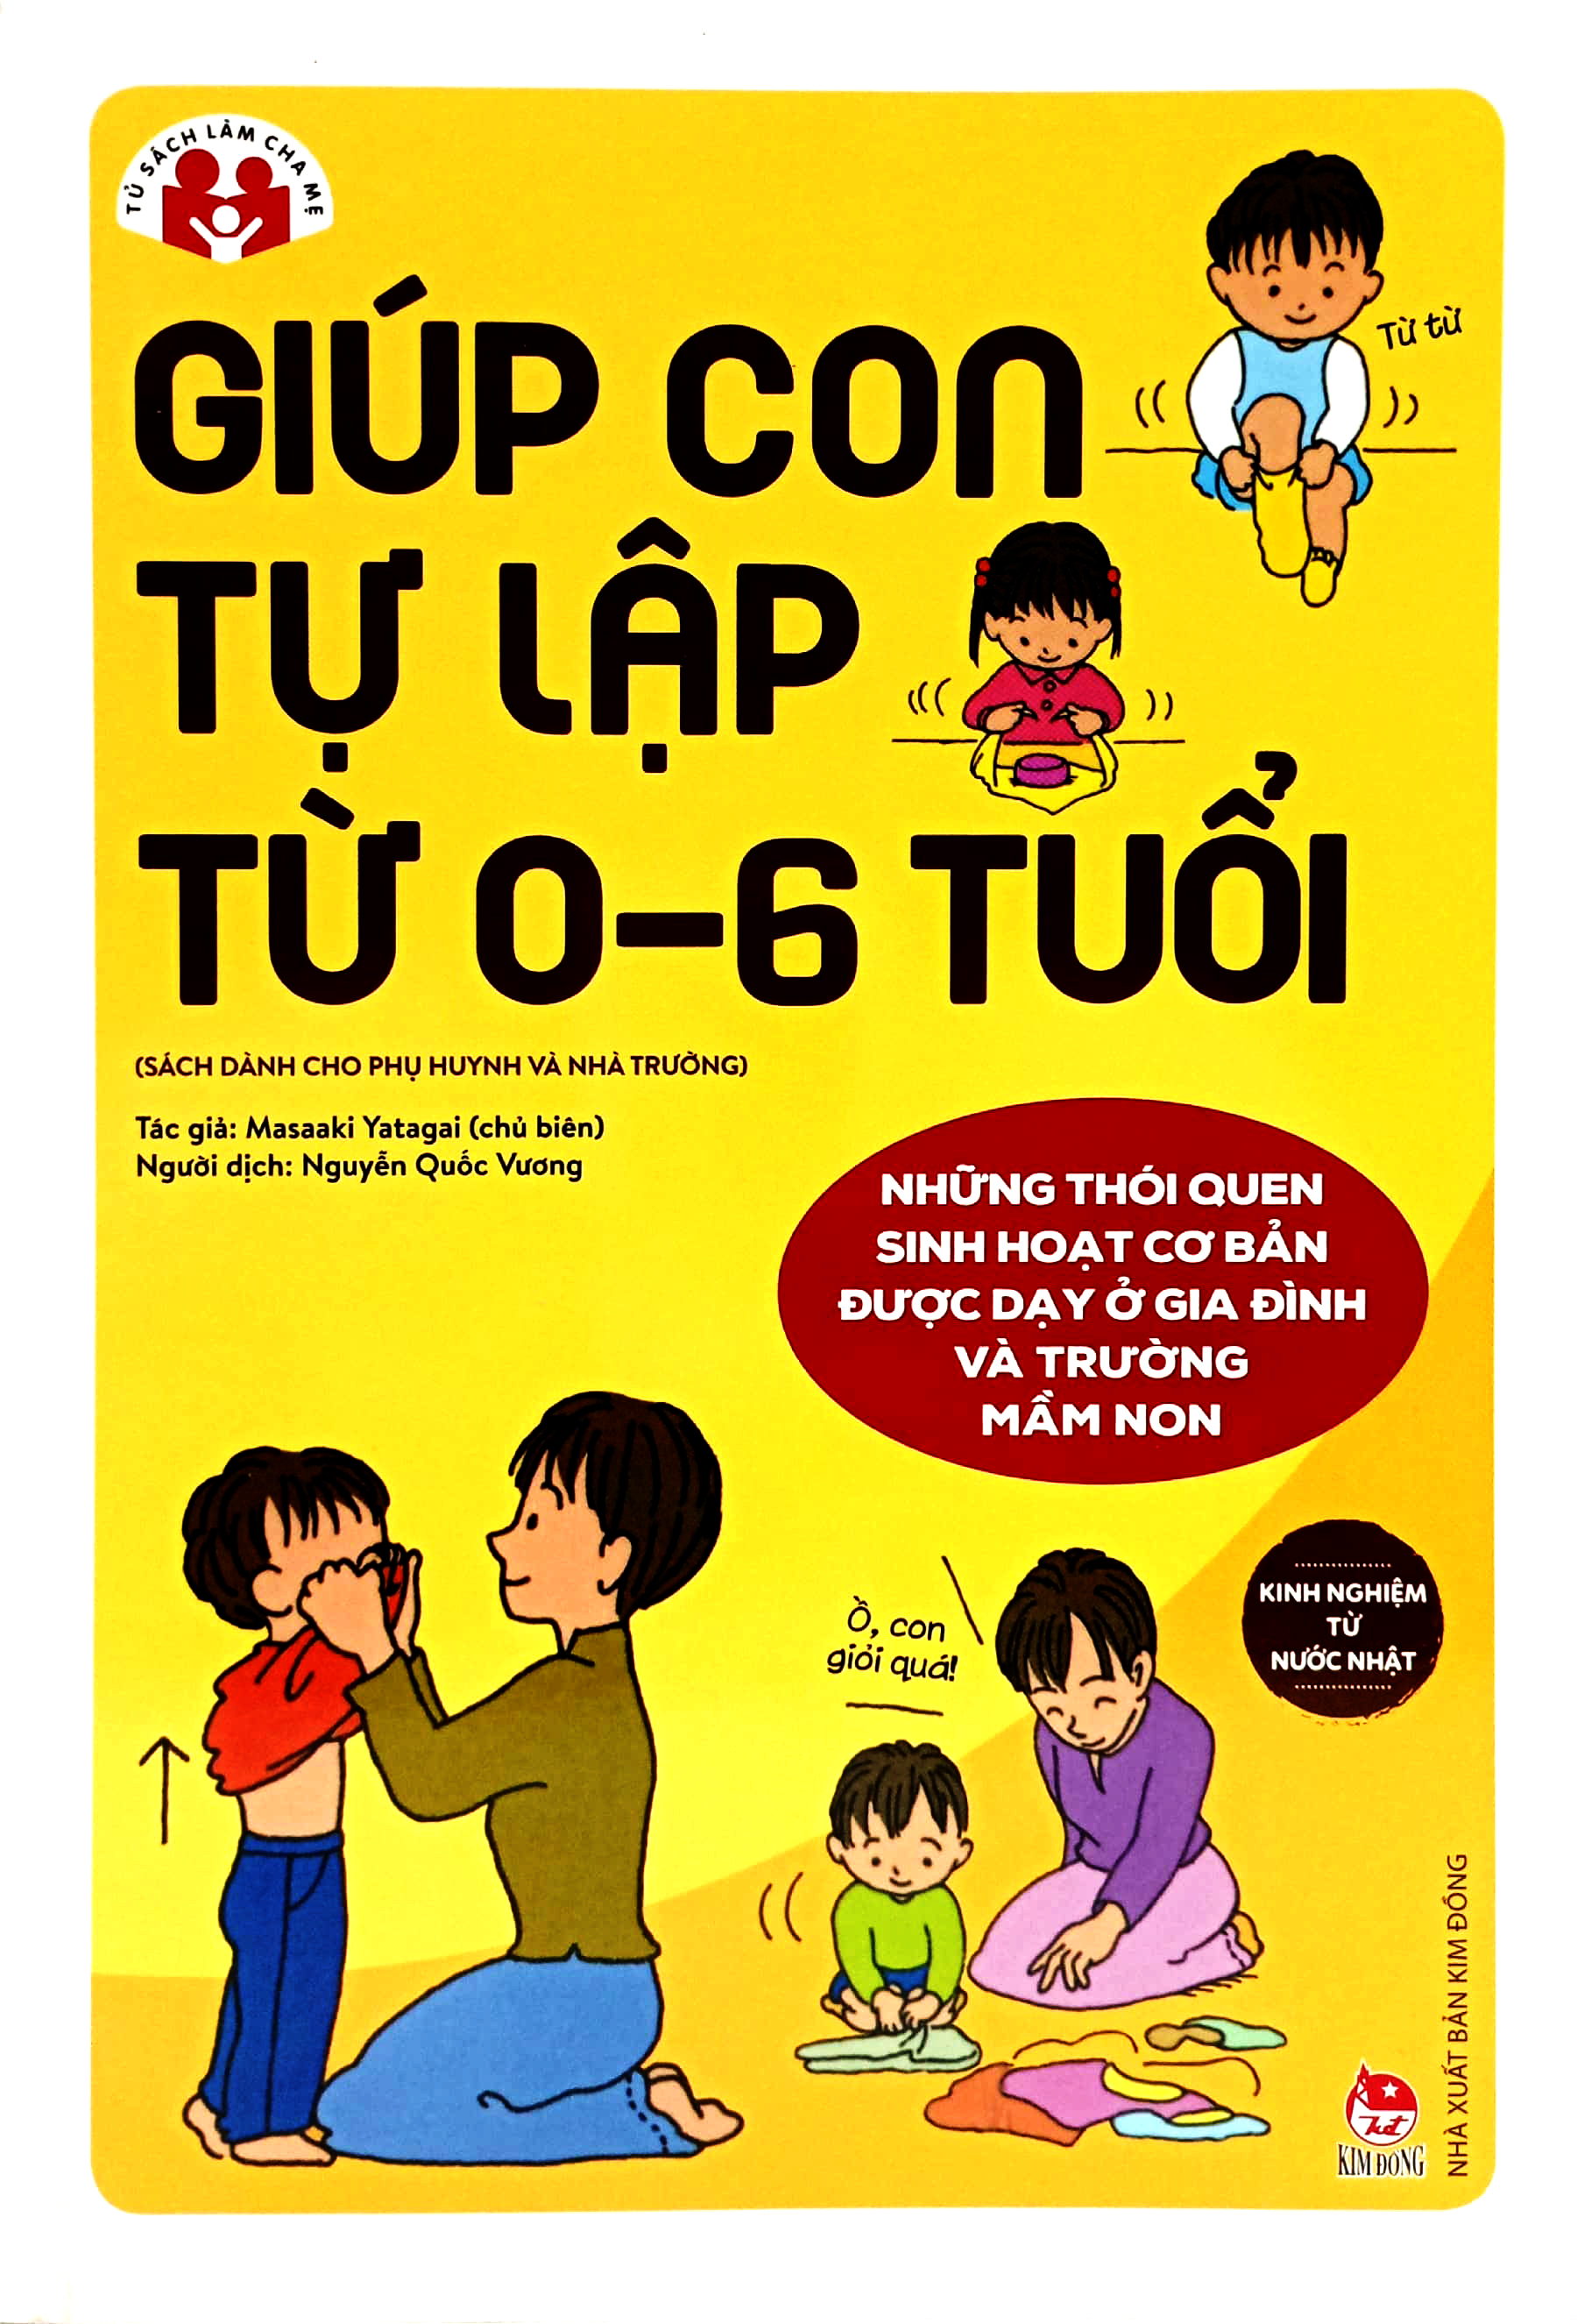 TỦ SÁCH LÀM CHA MẸ
GIÚP CON
TỰ LẬP
TỪ 0-6 TUỔI
Từ từ
(SÁCH DÀNH CHO PHỤ HUYNH VÀ NHÀ TRƯỜNG)
Tác giả: Masaaki Yatagai (chủ biên)
Người dịch: Nguyễn Quốc Vương
NHỮNG THÓI QUEN
SINH HOẠT CƠ BẢN
ĐƯỢC DẠY Ở GIA ĐÌNH
VÀ TRƯỜNG
MẦM NON
KINH NGHIỆM
TỪ
NƯỚC NHẬT
Ồ, con
giỏi quá!
KIM ĐỒNG
NHÀ XUẤT BẢN KIM ĐỒNG